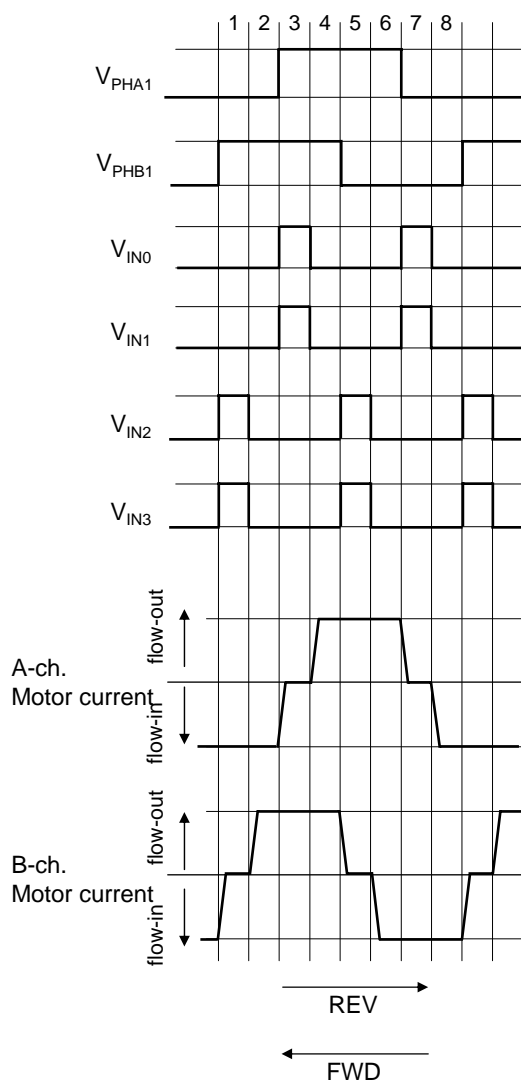 1 2 3 4 5 6 7 8
VPHA1
VPHB1
VIN0
VIN1
VIN2
VIN3
flow-out
A-ch.
Motor current
flow-in
flow-out
B-ch.
Motor current
flow-in
REV
FWD